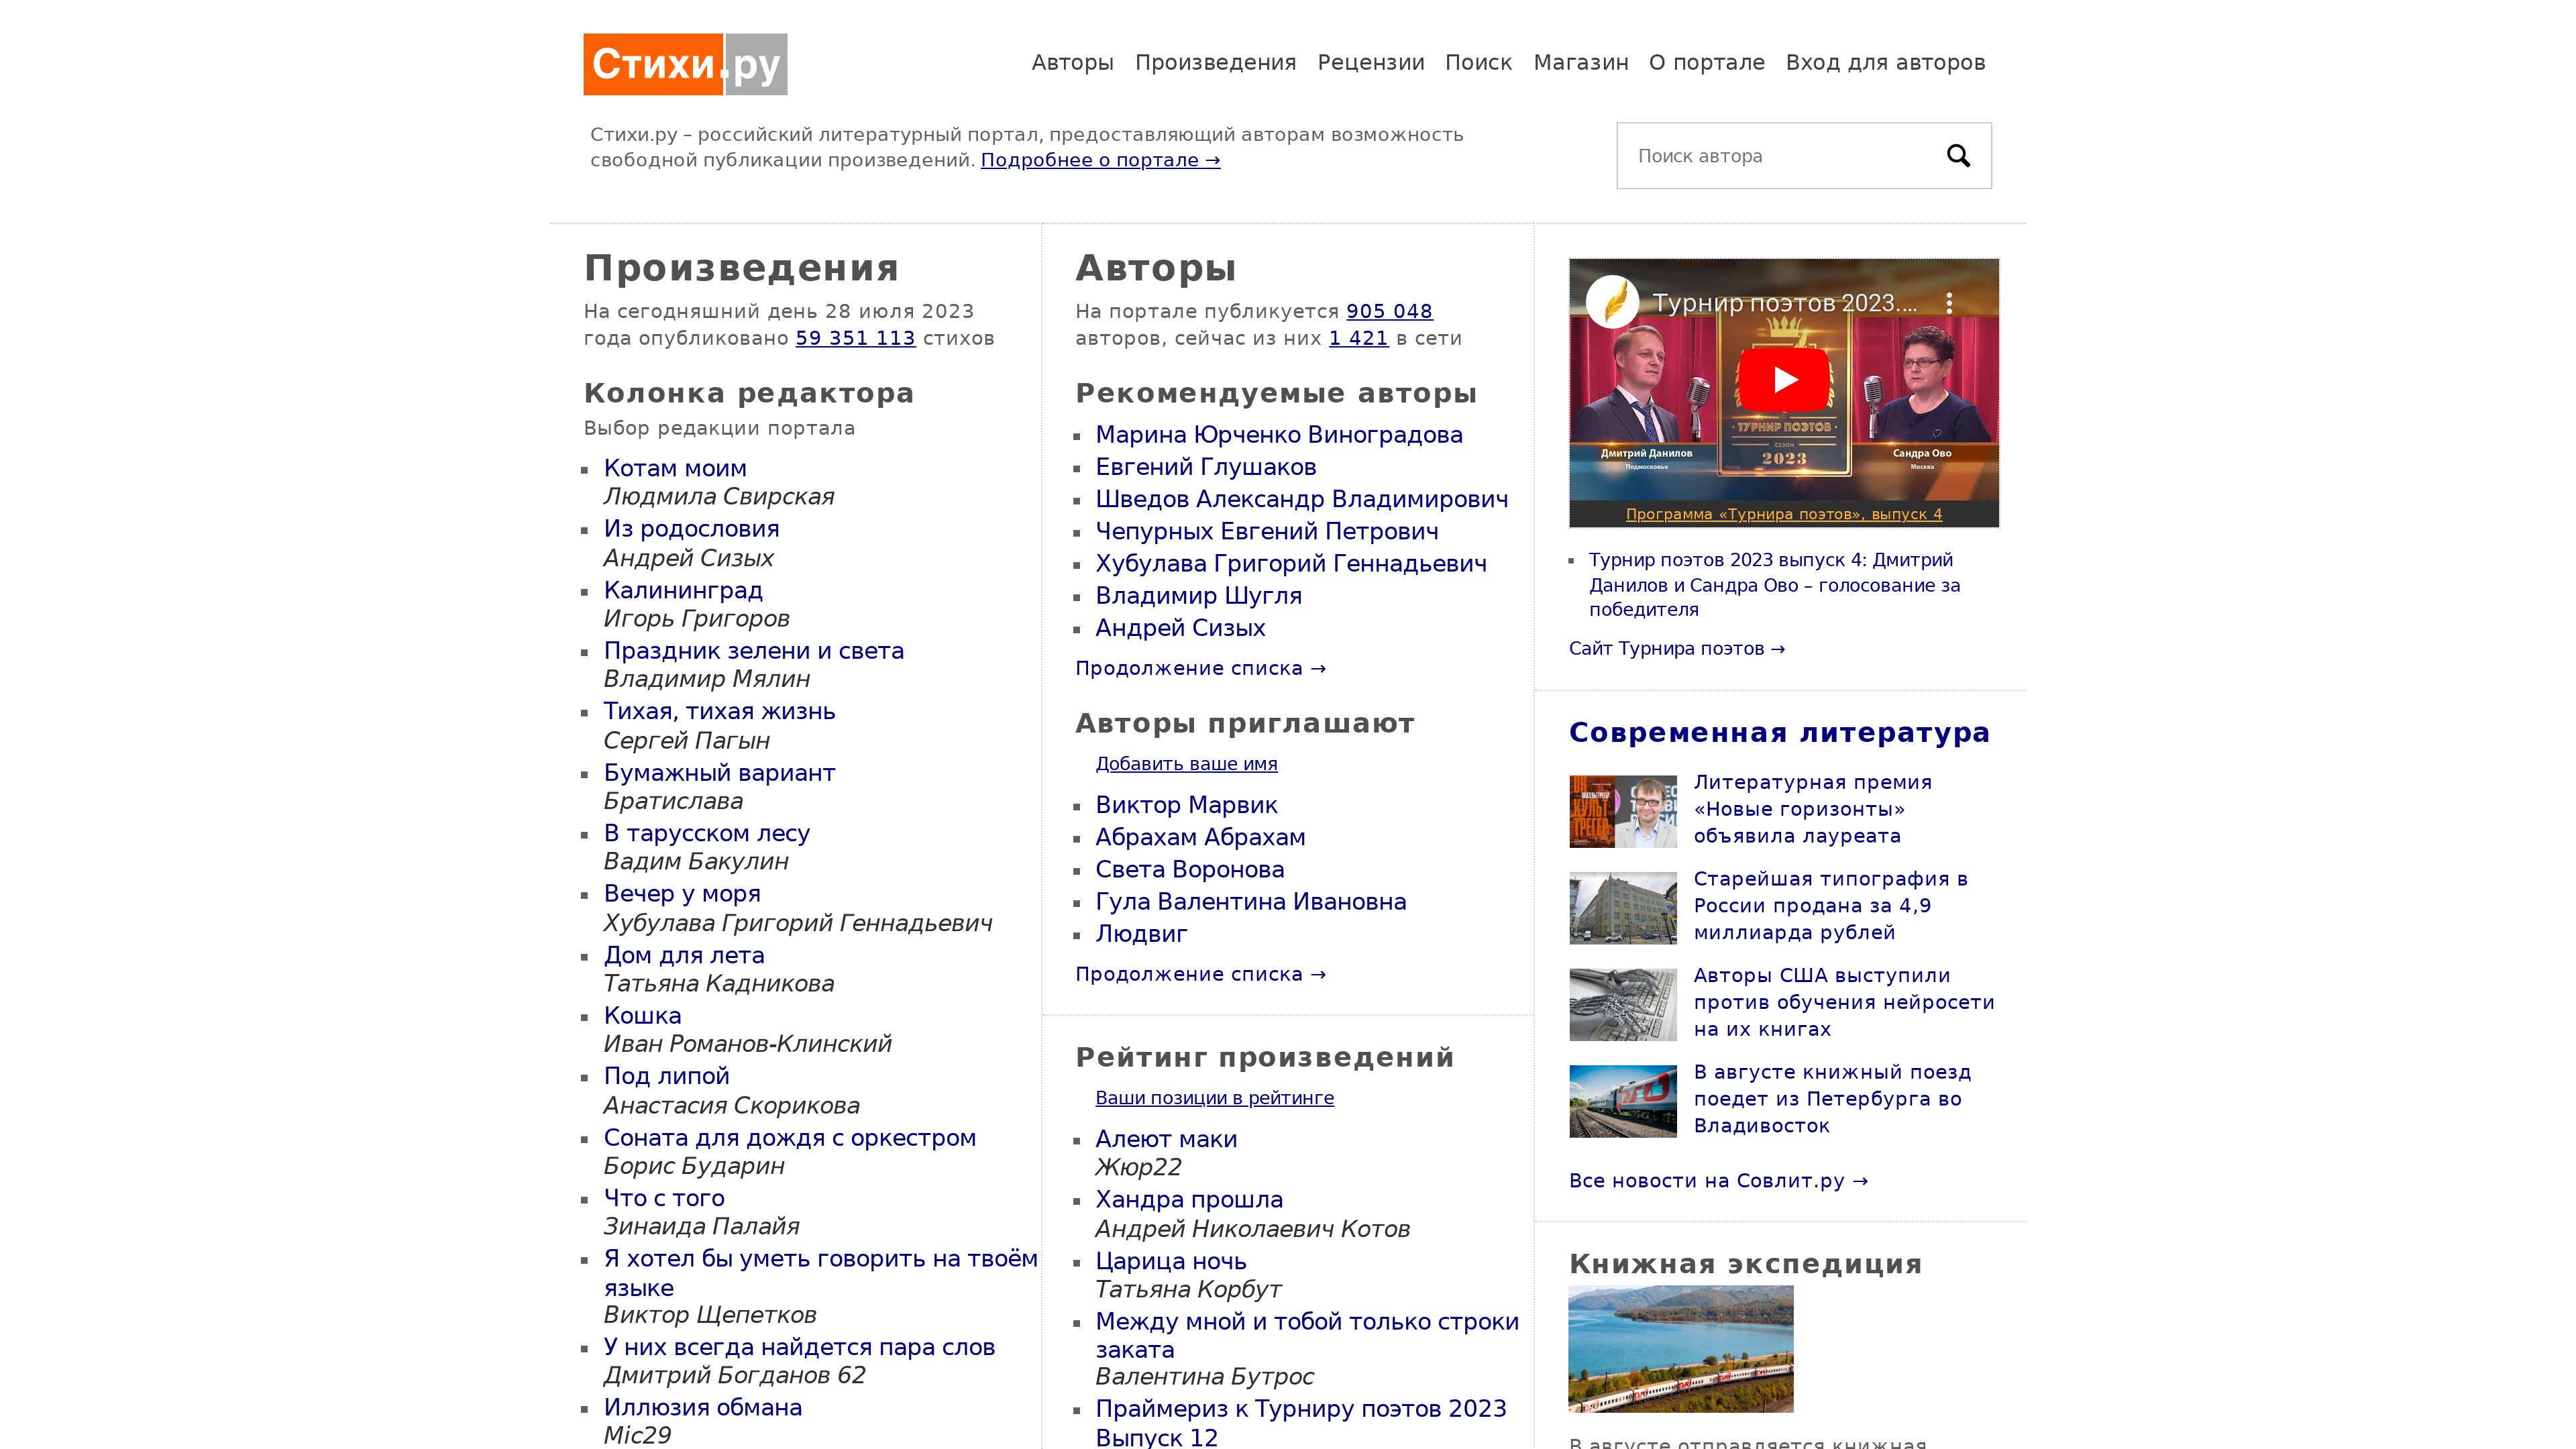 Стихи.ру
Авторы Произведения Рецензии Поиск Магазин О портале Вход для авторов
Стихи.ру – российский литературный портал, предоставляющий авторам возможность
свободной публикации произведений. Подробнее о портале →
Поиск автора
Произведения
На сегодняшний день 28 июля 2023
года опубликовано 59 351 113 стихов
Колонка редактора
Выбор редакции портала
Котам моим
Людмила Свирская
Из родословия
Андрей Сизых
Калининград
Игорь Григоров
Праздник зелени и света
Владимир Мялин
Тихая, тихая жизнь
Сергей Пагын
Бумажный вариант
Братислава
В тарусском лесу
Вадим Бакулин
Вечер у моря
Хубулава Григорий Геннадьевич
Дом для лета
Татьяна Кадникова
Кошка
Иван Романов-Клинский
Под липой
Анастасия Скорикова
Соната для дождя с оркестром
Борис Бударин
Что с того
Зинаида Палайя
Я хотел бы уметь говорить на твоём
языке
Виктор Щепетков
У них всегда найдется пара слов
Дмитрий Богданов 62
Иллюзия обмана
Mic29
Авторы
На портале публикуется 905 048
авторов, сейчас из них 1 421 в сети
Рекомендуемые авторы
Марина Юрченко Виноградова
Евгений Глушаков
Шведов Александр Владимирович
Чепурных Евгений Петрович
Хубулава Григорий Геннадьевич
Владимир Шугля
Андрей Сизых
Продолжение списка →
Авторы приглашают
Добавить ваше имя
Виктор Марвик
Абрахам Абрахам
Света Воронова
Гула Валентина Ивановна
Людвиг
Продолжение списка →
Рейтинг произведений
Ваши позиции в рейтинге
Алеют маки
Жюр22
Хандра прошла
Андрей Николаевич Котов
Царица ночь
Татьяна Корбут
Между мной и тобой только строки
заката
Валентина Бутрос
Праймериз к Турниру поэтов 2023
Выпуск 12
Турнир поэтов 2023....
ТУРНИР ПОЭТОВ
СЕЗОН
2023
Дмитрий Данилов
Подмосковье
Сандра Ово
Москва
Программа «Турнира поэтов», выпуск 4
Турнир поэтов 2023 выпуск 4: Дмитрий
Данилов и Сандра Ово – голосование за
победителя
Сайт Турнира поэтов →
Современная литература
Литературная премия
«Новые горизонты»
объявила лауреата
Старейшая типография в
России продана за 4,9
миллиарда рублей
Авторы США выступили
против обучения нейросети
на их книгах
В августе книжный поезд
поедет из Петербурга во
Владивосток
Все новости на Совлит.ру →
Книжная экспедиция
В августе отправляется книжная